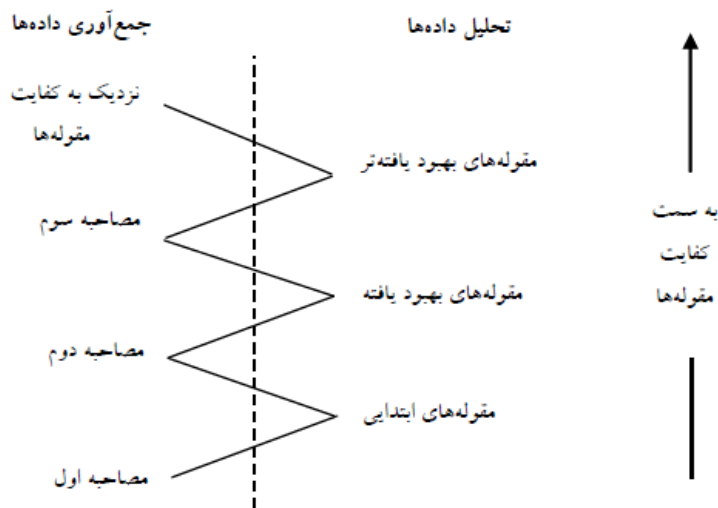 جمع‌آوری داده‌ها
تحلیل داده‌ها
نزدیک به کفایت
مقوله‌ها
مقوله‌های بهبود یافته‌تر
مصاحبه سوم
مقوله‌های بهبود یافته
مصاحبه دوم
مقوله‌های ابتدایی
مصاحبه اول
به سمت
کفایت
مقوله‌ها